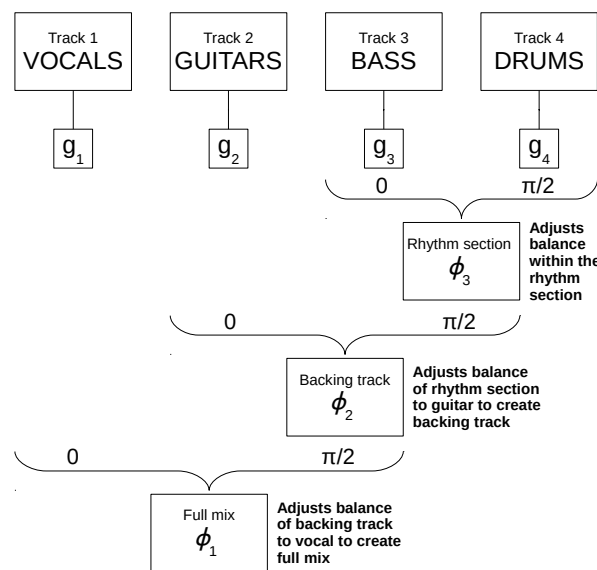 Track 1
VOCALS
Track 2
GUITARS
Track 3
BASS
Track 4
DRUMS
g₁
g₂
g₃
g₄
0
π/2
Rhythm section
ϕ₃
Adjusts
balance
within the
rhythm
section
0
π/2
Backing track
ϕ₂
Adjusts balance
of rhythm section
to guitar to create
backing track
0
π/2
Full mix
ϕ₁
Adjusts balance
of backing track
to vocal to create
full mix